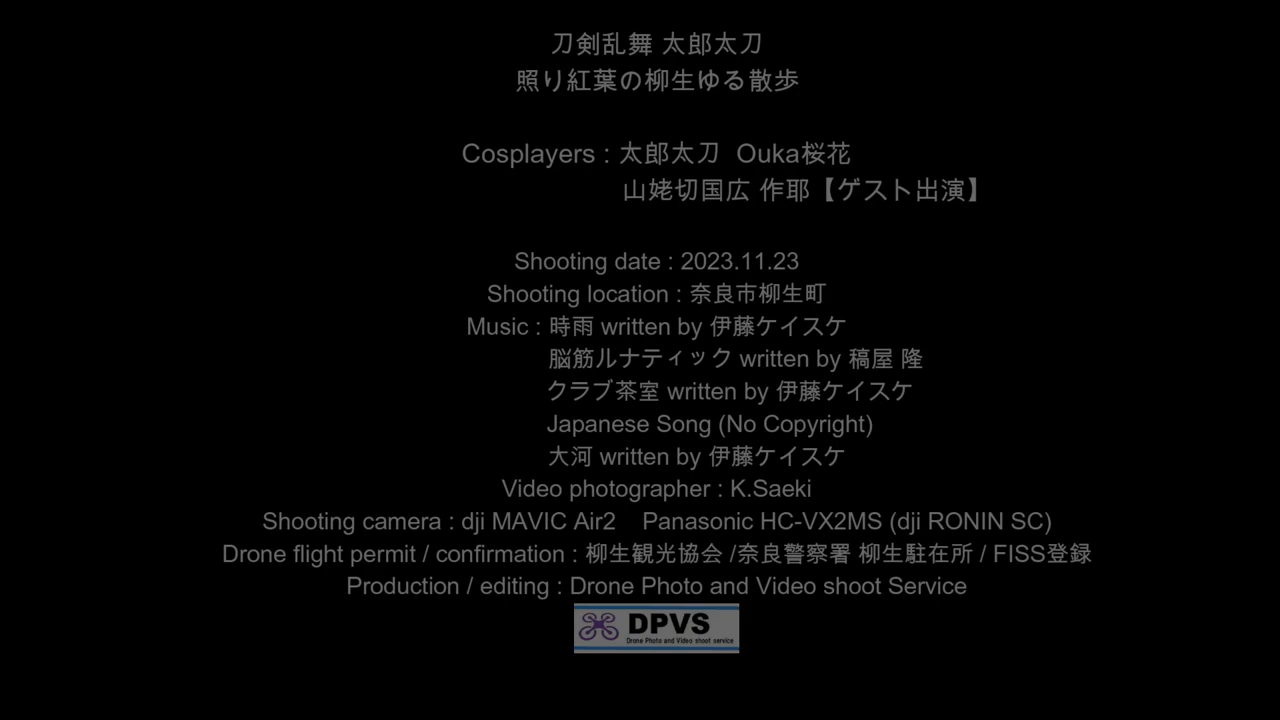 刀剣乱舞 太郎太刀
照り紅葉の柳生ゆる散歩
Cosplayers : 太郎太刀 Ouka桜花
山姥切国広 作耶【ゲスト出演】
Shooting date : 2023.11.23
Shooting location : 奈良市柳生町
Music : 時雨 written by 伊藤ケイスケ
脳筋ルナティック written by 稿屋 隆
クラブ茶室 written by 伊藤ケイスケ
Japanese Song (No Copyright)
大河 written by 伊藤ケイスケ
Video photographer : K.Saeki
Shooting camera : dji MAVIC Air2 Panasonic HC-VX2MS (dji RONIN SC)
Drone flight permit / confirmation : 柳生観光協会 /奈良警察署 柳生駐在所 / FISS登録
Production / editing : Drone Photo and Video shoot Service
DPVS
Drone Photo and Video shoot service